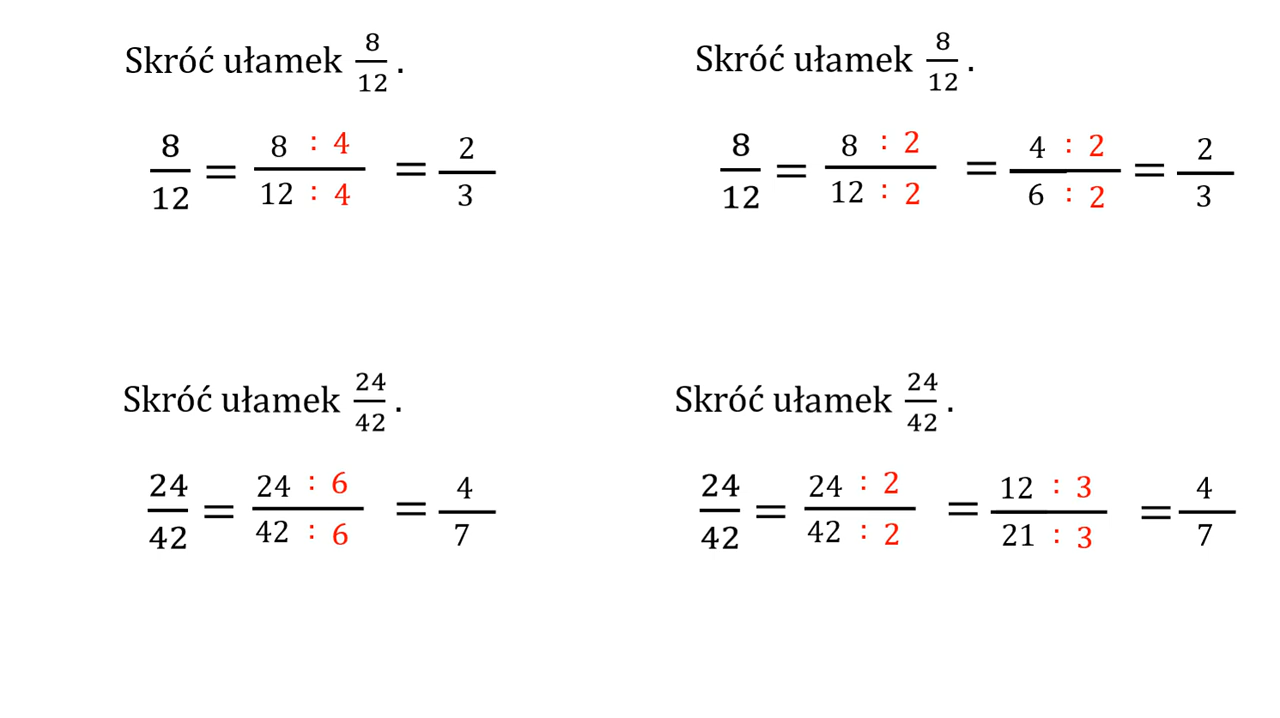 Skróć ułamek 8/12 .
8/12 = 8 : 4/12 : 4 = 2/3
Skróć ułamek 8/12 .
8/12 = 8 : 2/12 : 2 = 4 : 2/6 : 2 = 2/3
Skróć ułamek 24/42 .
24/42 = 24 : 6/42 : 6 = 4/7
Skróć ułamek 24/42 .
24/42 = 24 : 2/42 : 2 = 12 : 3/21 : 3 = 4/7